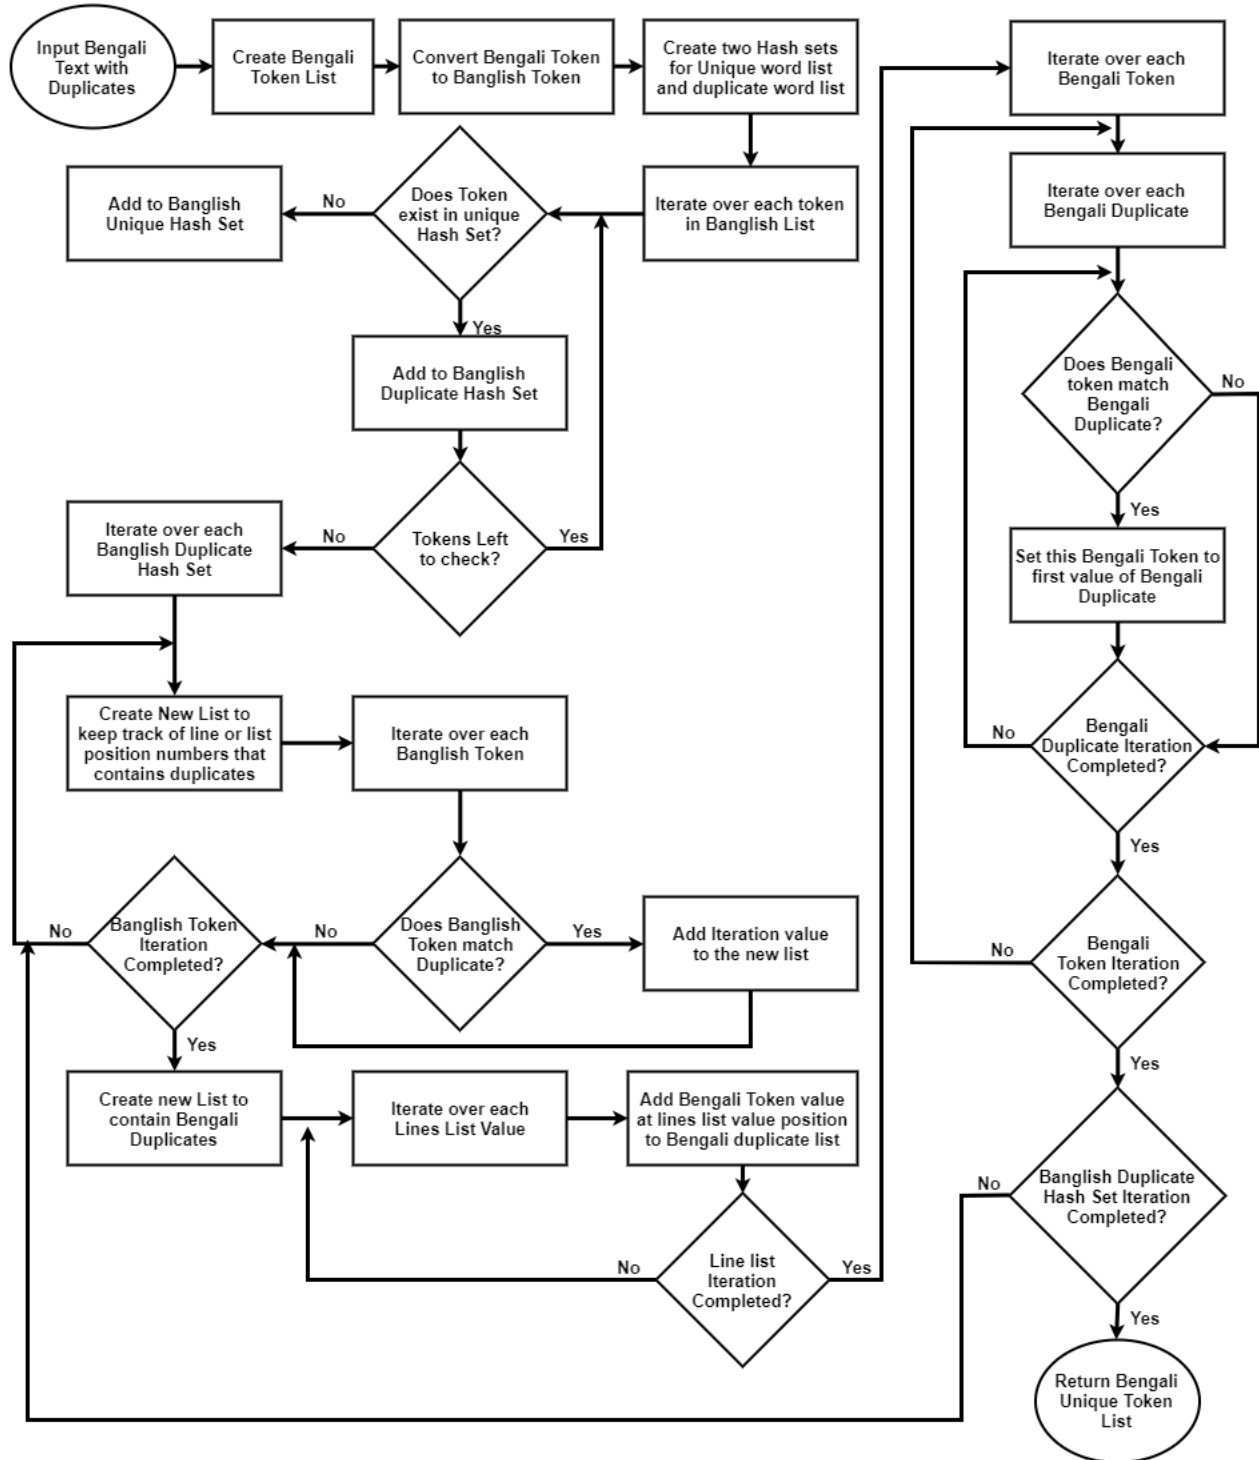 Input Bengali
Text with
Duplicates
Create Bengali
Token List
Convert Bengali Token
to Banglish Token
Create two Hash sets
for Unique word list
and duplicate word list
Iterate over each token
in Banglish List
Does Token
exist in unique
Hash Set?
No
Add to Banglish
Unique Hash Set
Yes
Add to Banglish
Duplicate Hash Set
Tokens Left
to check?
Yes
No
Iterate over each
Banglish Duplicate
Hash Set
Create New List to
keep track of line or list
position numbers that
contains duplicates
Iterate over each
Banglish Token
Does Banglish
Token match
Duplicate?
Yes
Add Iteration value
to the new list
No
Banglish Token
Iteration
Completed?
No
Yes
Create new List to
contain Bengali
Duplicates
Iterate over each
Lines List Value
Add Bengali Token value
at lines list value position
to Bengali duplicate list
Line list
Iteration
Completed?
No
Yes
Iterate over each
Bengali Token
Iterate over each
Bengali Duplicate
Does Bengali
token match
Bengali
Duplicate?
No
Yes
Set this Bengali Token to
first value of Bengali
Duplicate
Bengali
Duplicate Iteration
Completed?
No
Yes
Bengali
Token Iteration
Completed?
No
Yes
Banglish Duplicate
Hash Set Iteration
Completed?
No
Yes
Return Bengali
Unique Token
List